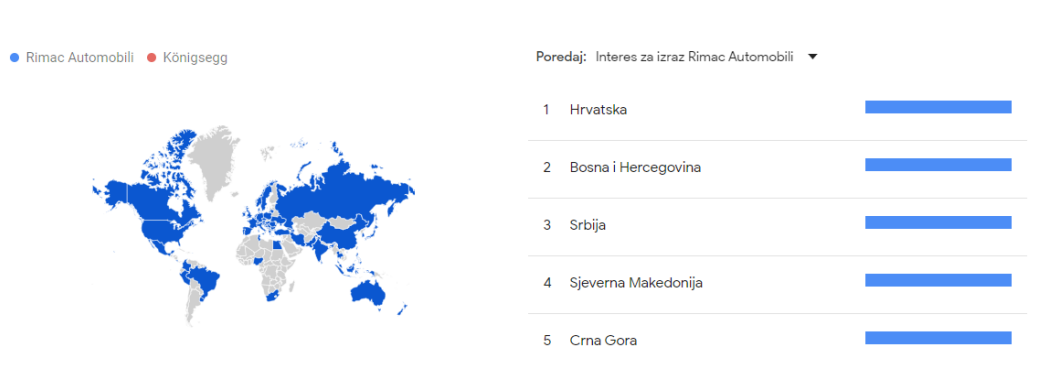 Rimac Automobili Königsegg
Poredaj: Interes za izraz Rimac Automobili
1 Hrvatska
2 Bosna i Hercegovina
3 Srbija
4 Sjeverna Makedonija
5 Crna Gora